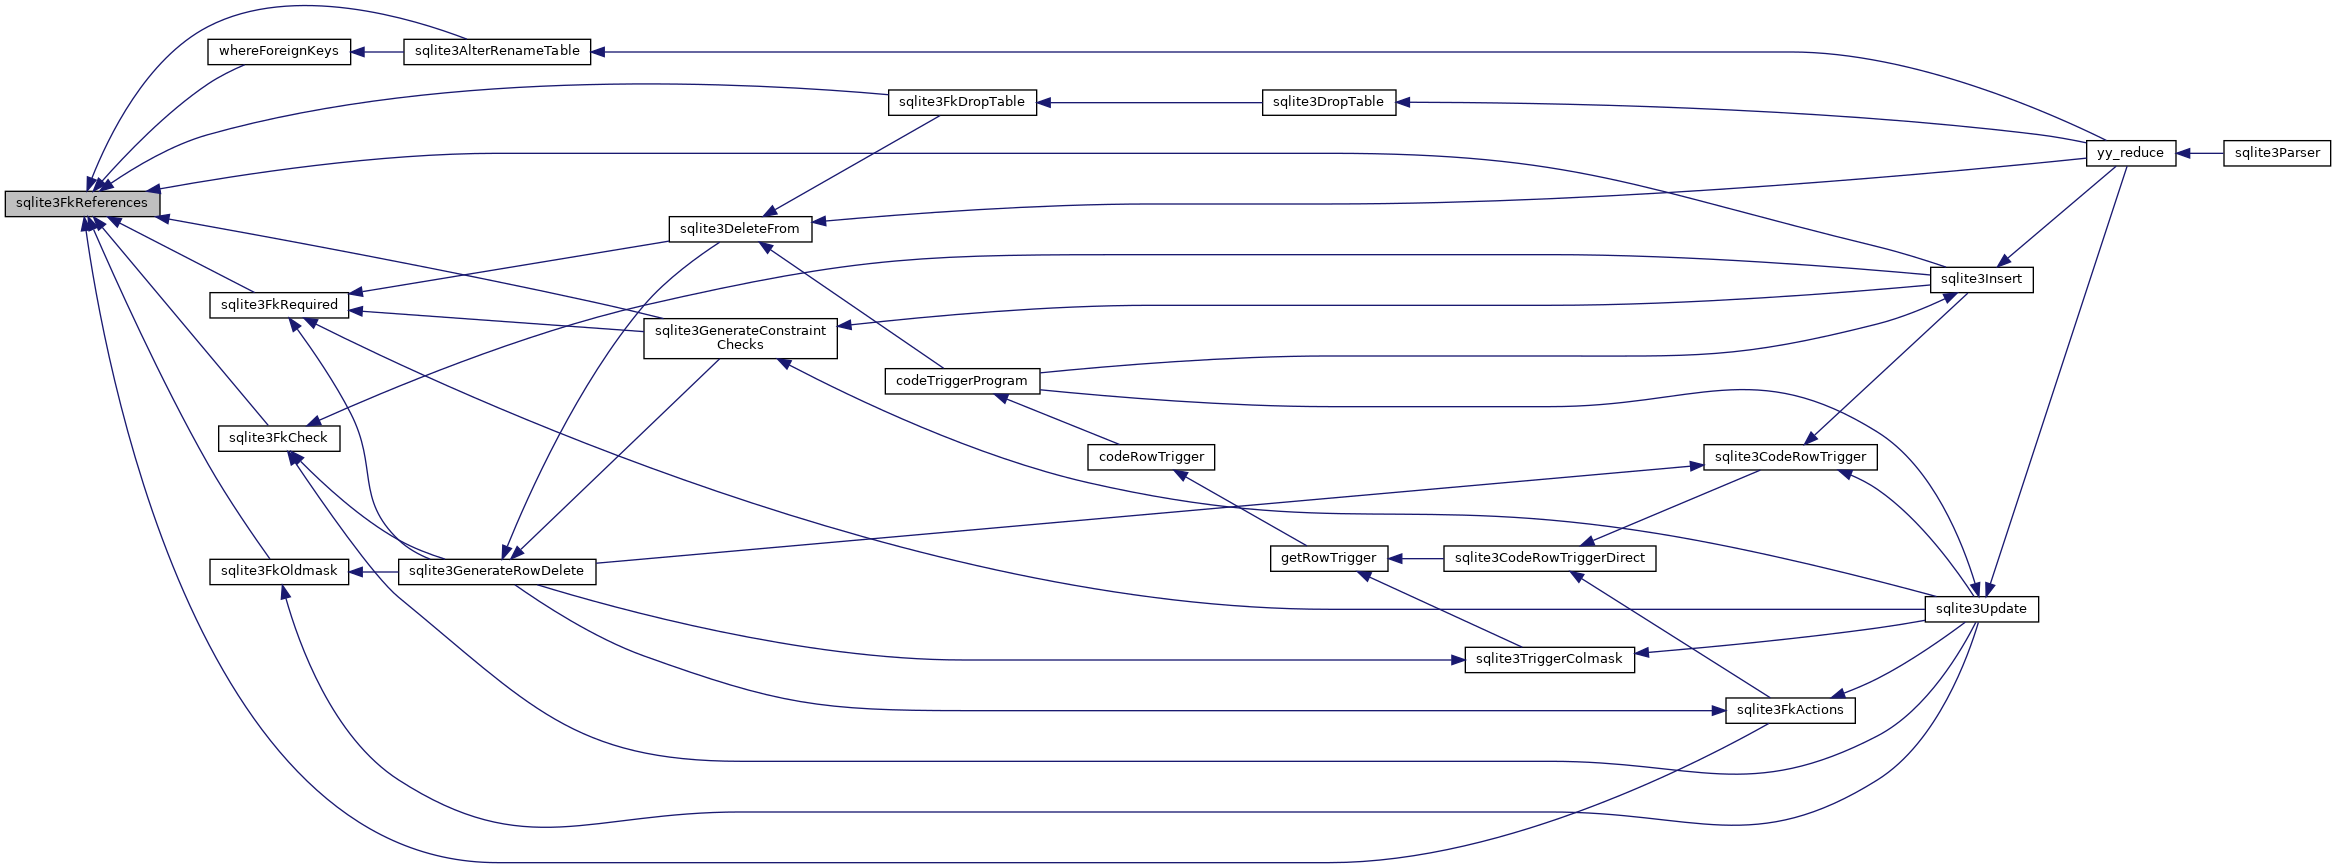 whereForeignKeys
sqlite3AlterRenameTable
sqlite3FkDropTable
sqlite3DropTable
yy_reduce
sqlite3Parser
sqlite3FkReferences
sqlite3DeleteFrom
sqlite3Insert
sqlite3FkRequired
sqlite3GenerateConstraint
Checks
codeTriggerProgram
sqlite3FkCheck
codeRowTrigger
sqlite3CodeRowTrigger
getRowTrigger
sqlite3CodeRowTriggerDirect
sqlite3FkOldmask
sqlite3GenerateRowDelete
sqlite3Update
sqlite3TriggerColmask
sqlite3FkActions